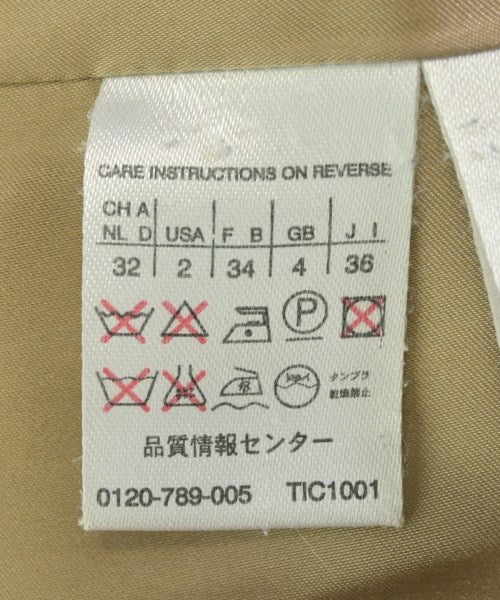 CARE INSTRUCTIONS ON REVERSE
CH A
NL D USA F B GB J I
32 2 34 4 36
P
タンブラ
乾燥禁止
品質情報センター
0120-789-005 TIC1001